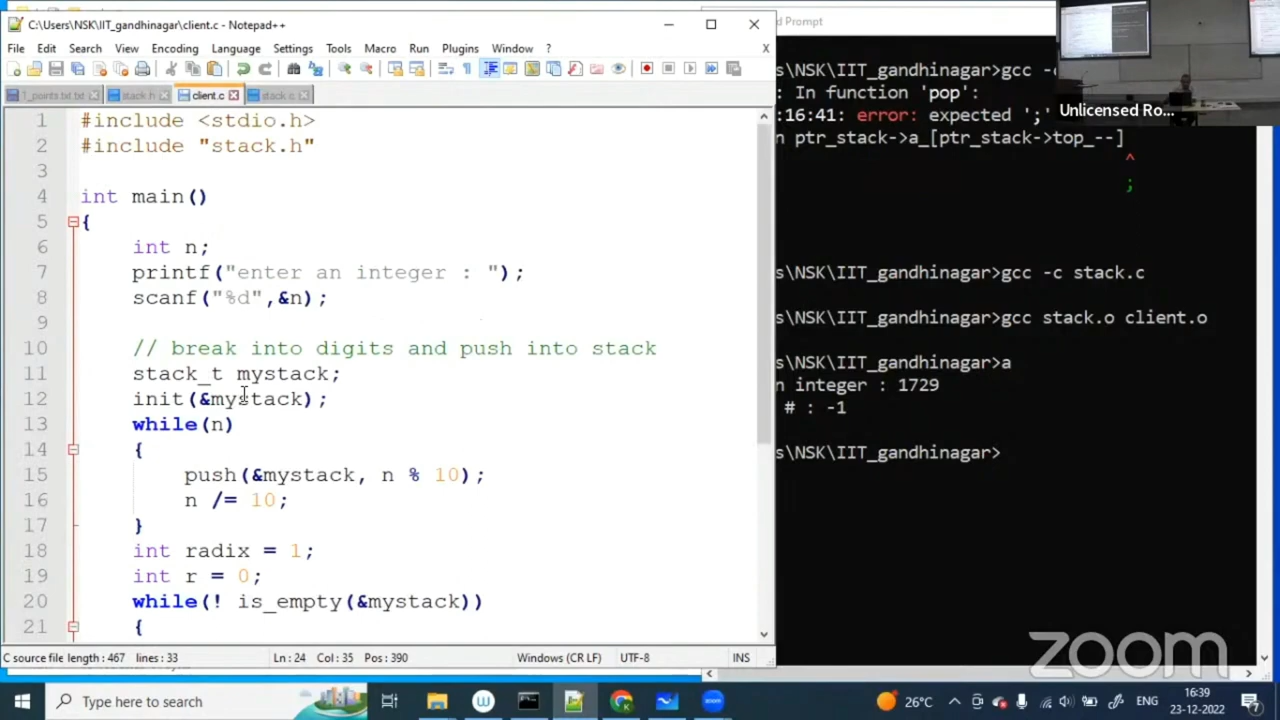 C:\Users\NSK\IIT_gandhinagar\client.c - Notepad++
File Edit Search View Encoding Language Settings Tools Macro Run Plugins Window ? X
1_points.txt.txt stack.h client.c stack.c
1 #include <stdio.h>
2 #include "stack.h"
3
4 int main()
5 {
6 int n;
7 printf("enter an integer : ");
8 scanf("%d",&n);
9
10 // break into digits and push into stack
11 stack_t mystack;
12 init(&mystack);
13 while(n)
14 {
15 push(&mystack, n % 10);
16 n /= 10;
17 }
18 int radix = 1;
19 int r = 0;
20 while(! is_empty(&mystack))
21 {
C source file length : 467 lines : 33 Ln : 24 Col : 35 Pos : 390 Windows (CR LF) UTF-8 INS
d Prompt
s\NSK\IIT_gandhinagar>gcc -c
: In function 'pop':
:16:41: error: expected ';'
n ptr_stack->a_[ptr_stack->top_--]
^
;
s\NSK\IIT_gandhinagar>gcc -c stack.c
s\NSK\IIT_gandhinagar>gcc stack.o client.o
s\NSK\IIT_gandhinagar>a
n integer : 1729
# : -1
s\NSK\IIT_gandhinagar>
Unlicensed Ro...
zoom
Type here to search
26°C ENG
16:39
23-12-2022
7